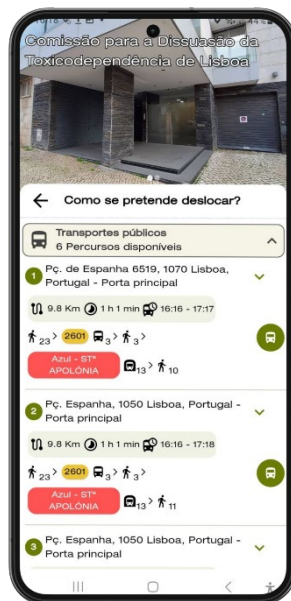 Comissão para a Dissuasão da
Toxicodependência de Lisboa
Como se pretende deslocar?
Transportes públicos
6 Percursos disponíveis
1 Pç. de Espanha 6519, 1070 Lisboa,
Portugal - Porta principal
9.8 Km 1 h 1 min 16:16 - 17:17
23 > 2601 3 > 3 >
Azul - STª
APOLÓNIA 13 > 10
2 Pç. Espanha, 1050 Lisboa, Portugal -
Porta principal
9.8 Km 1 h 1 min 16:16 - 17:18
23 > 2601 3 > 3 >
Azul - STª
APOLÓNIA 13 > 11
3 Pç. Espanha, 1050 Lisboa, Portugal -
Porta principal